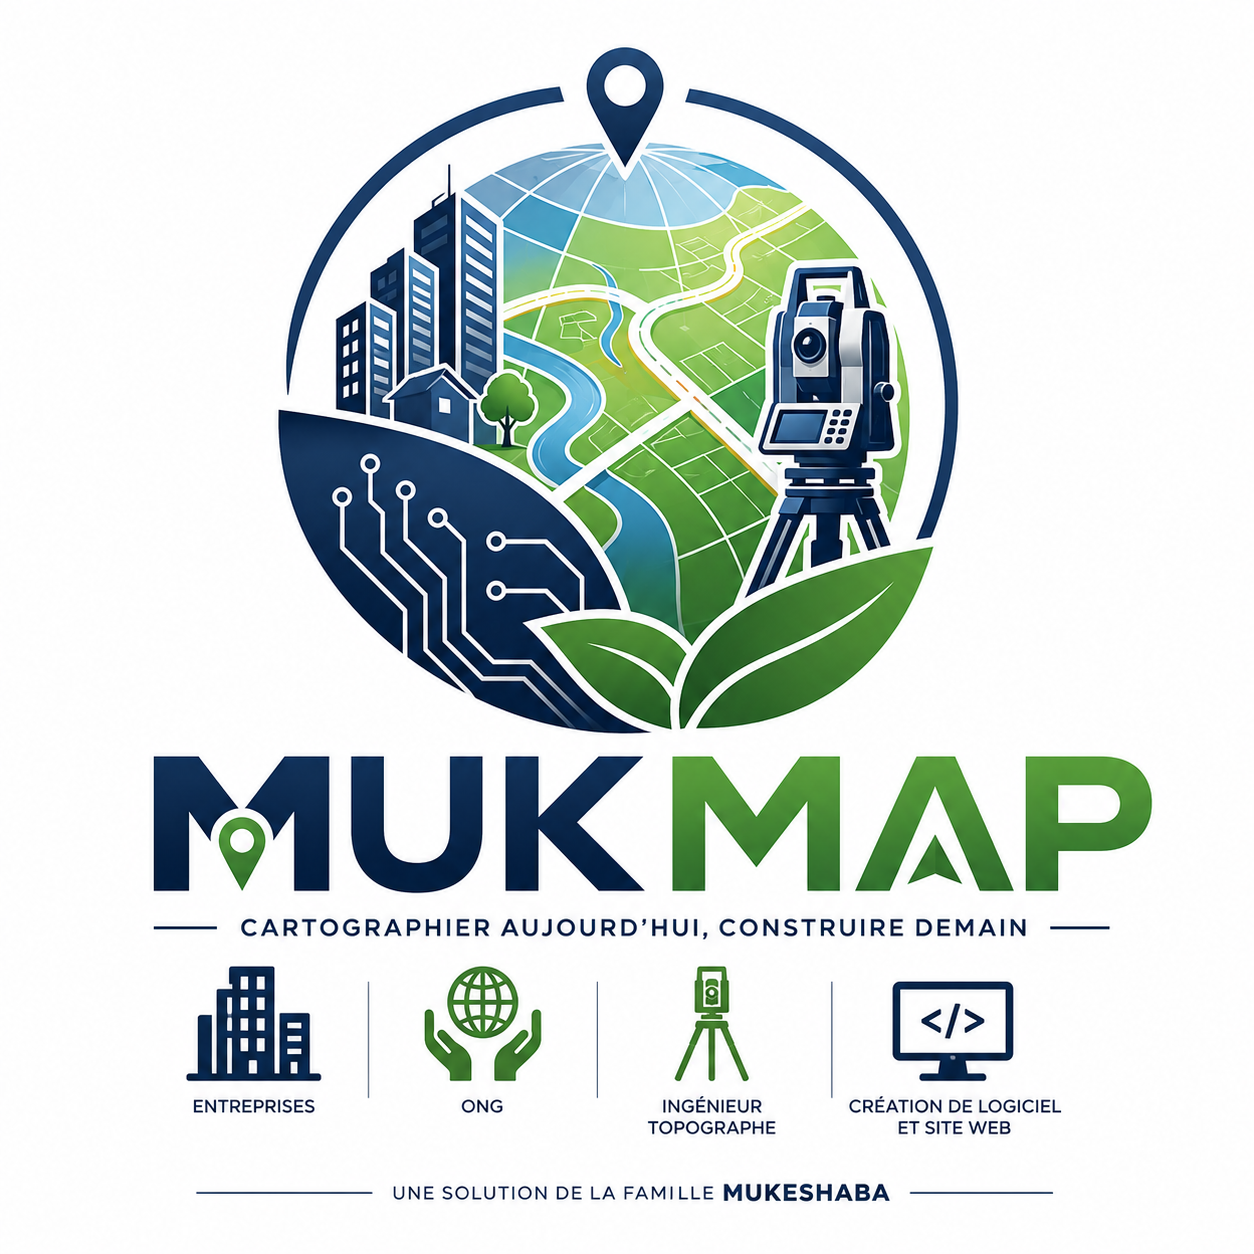 MUKMAP
CARTOGRAPHIER AUJOURD'HUI, CONSTRUIRE DEMAIN
ENTREPRISES
ONG
INGÉNIEUR
TOPOGRAPHE
</>
CRÉATION DE LOGICIEL
ET SITE WEB
UNE SOLUTION DE LA FAMILLE MUKESHABA